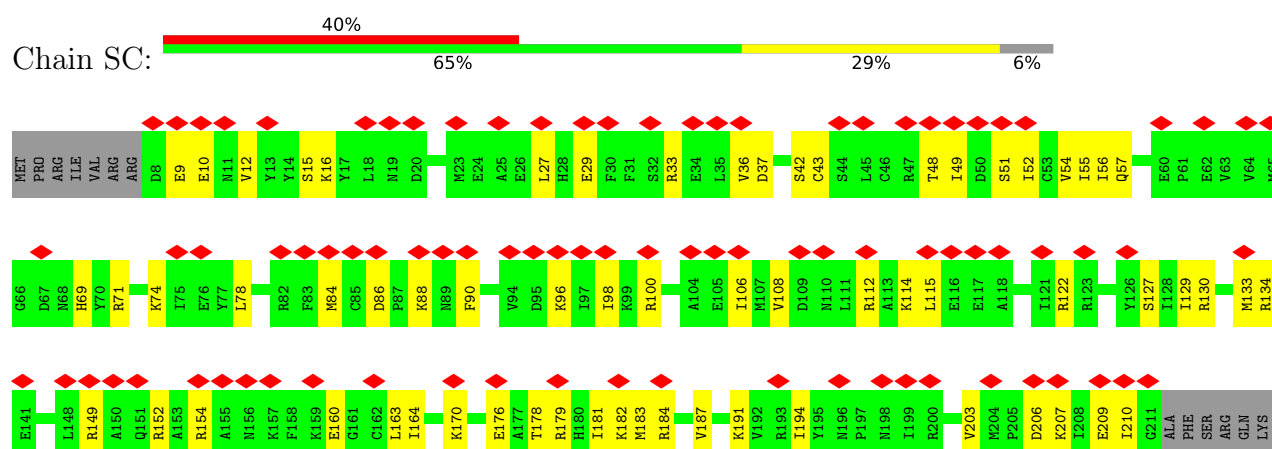 40%
Chain SC:
65% 29% 6%
MET PRO ARG ILE VAL ARG ARG D8 E9 E10 N11 V12 Y13 Y14 S15 K16 Y17 L18 N19 D20 M23 E24 A25 E26 L27 H28 E29 F30 F31 S32 R33 E34 L35 V36 D37 S42 C43 S44 L45 C46 R47 T48 I49 D50 S51 I52 C53 V54 I55 I56 Q57 E60 P61 E62 V63 V64 M65
G66 D67 N68 H69 Y70 R71 K74 I75 E76 Y77 L78 R82 F83 M84 C85 D86 P87 K88 N89 F90 V94 D95 K96 I97 I98 K99 R100 A104 E105 I106 M107 V108 D109 N110 L111 R112 A113 K114 L115 E116 E117 A118 I121 R122 R123 Y126 S127 I128 I129 R130 M133 R134
E141 L148 R149 A150 Q151 R152 A153 R154 A155 N156 K157 F158 K159 E160 G161 C162 L163 I164 K170 E176 A177 T178 R179 H180 I181 K182 M183 R184 V187 K191 V192 R193 I194 Y195 N196 P197 N198 I199 R200 V203 M204 P205 D206 K207 I208 E209 I210 G211 ALA PHE SER ARG GLN LYS